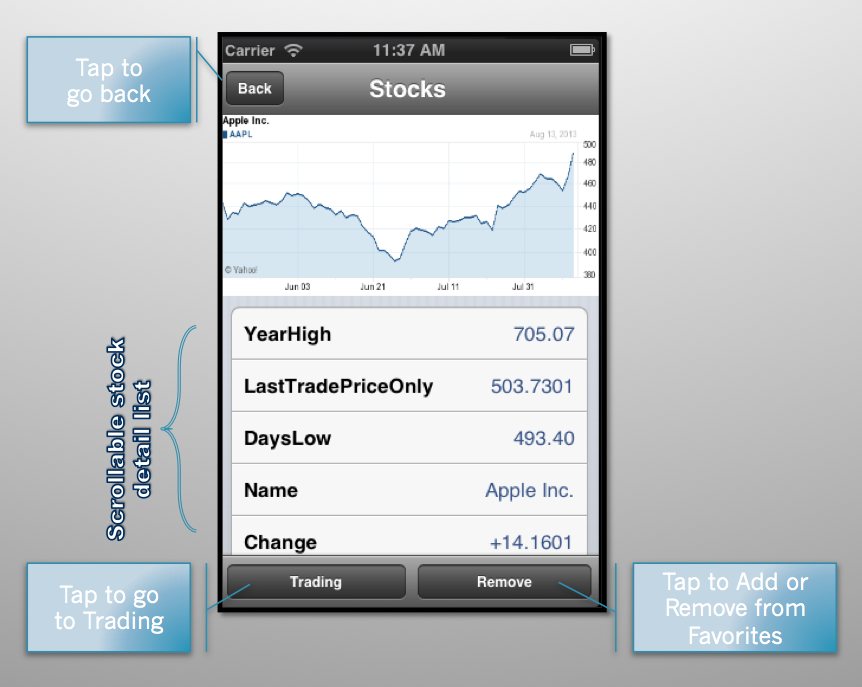 Carrier
11:37 AM
Tap to
go back
Back
Stocks
Apple Inc.
AAPL
Aug 13, 2013
500
480
460
440
420
400
380
© Yahoo!
Jun 03
Jun 21
Jul 11
Jul 31
Scrollable stock
detail list
YearHigh 705.07
LastTradePriceOnly 503.7301
DaysLow 493.40
Name Apple Inc.
Change +14.1601
Trading
Remove
Tap to go
to Trading
Tap to Add or
Remove from
Favorites